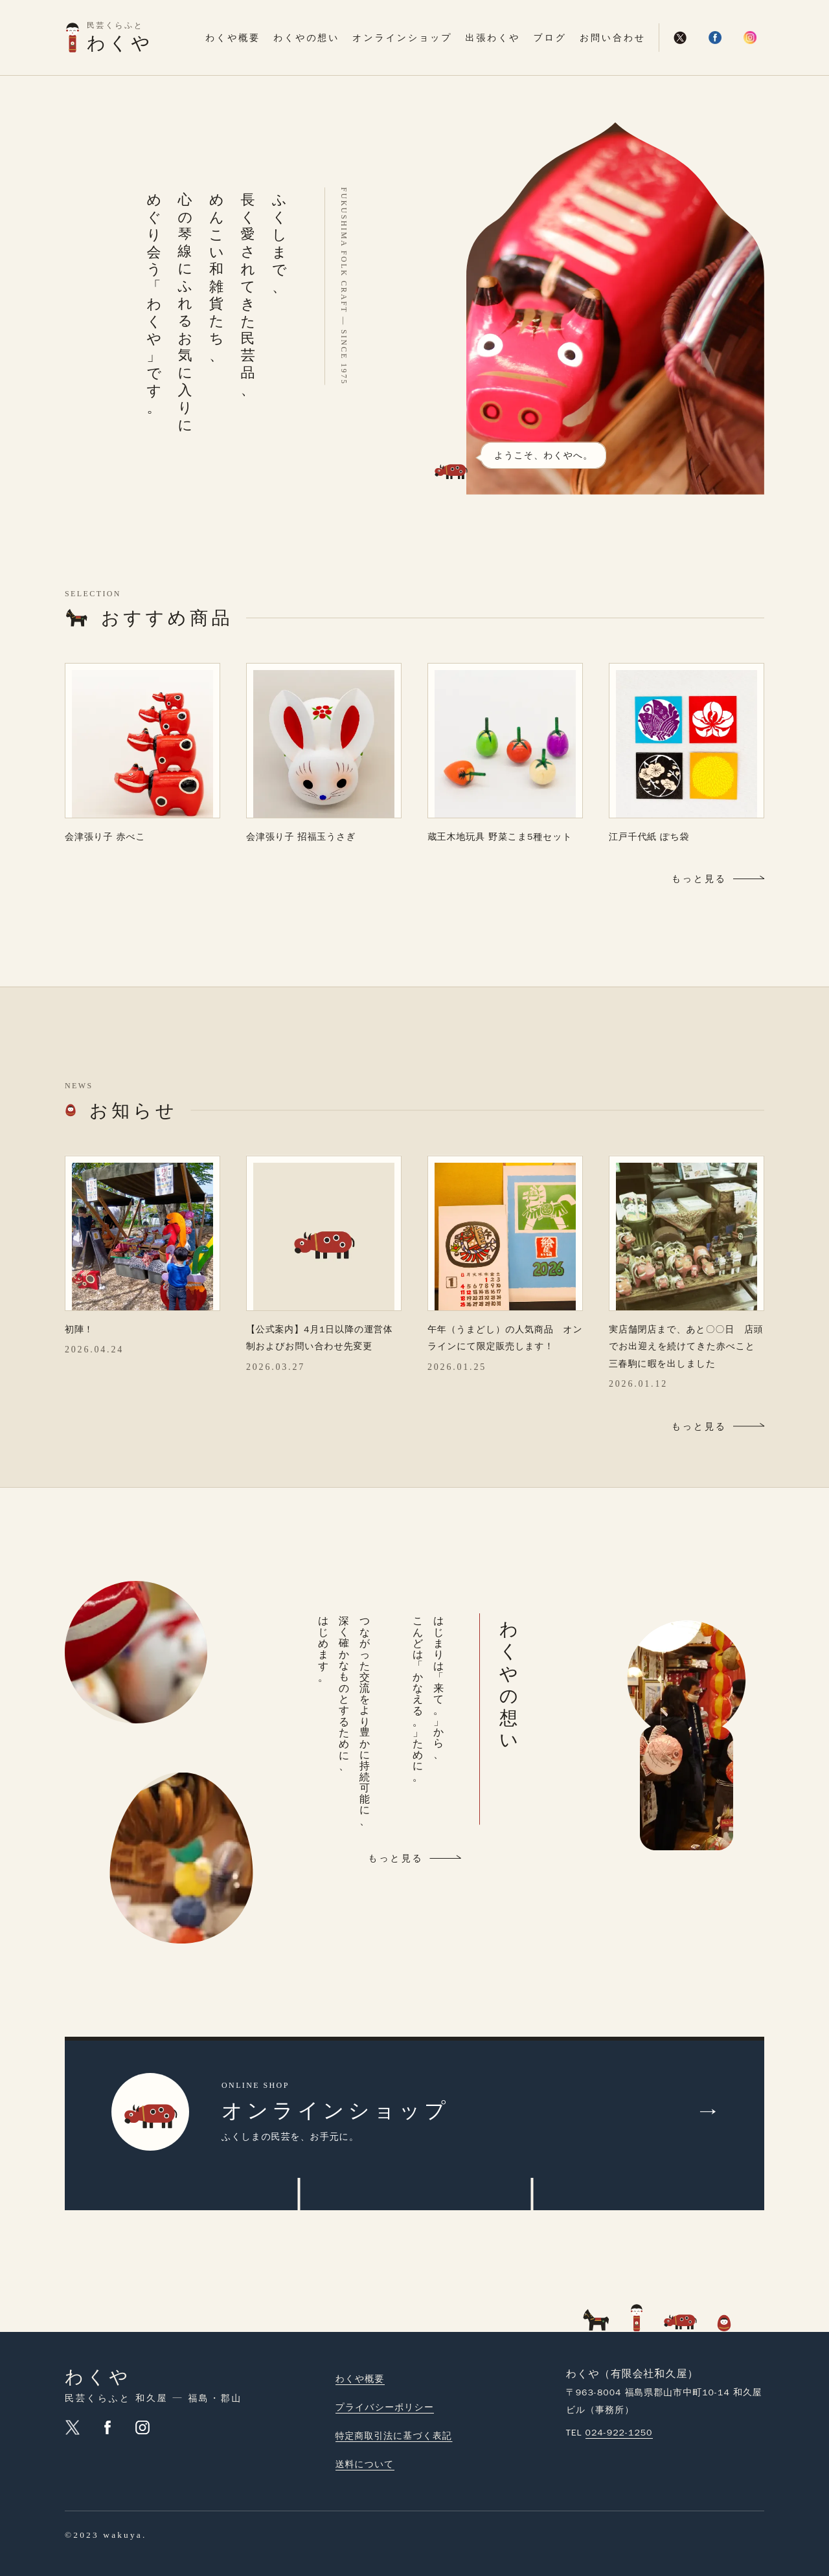 民芸くらふと
わくや
わくや概要
わくやの想い
オンラインショップ
出張わくや
ブログ
お問い合わせ
FUKUSHIMA FOLK CRAFT — SINCE 1975
ふくしまで、
長く愛されてきた民芸品、
めんこい和雑貨たち、
心の琴線にふれるお気に入りに
めぐり会う「わくや」です。
ようこそ、わくやへ。
SELECTION
おすすめ商品
会津張り子 赤べこ
会津張り子 招福玉うさぎ
蔵王木地玩具 野菜こま5種セット
江戸千代紙 ぽち袋
もっと見る
NEWS
お知らせ
1
2026
初陣！
2026.04.24
【公式案内】4月1日以降の運営体
制およびお問い合わせ先変更
2026.03.27
午年（うまどし）の人気商品　オン
ラインにて限定販売します！
2026.01.25
実店舗閉店まで、あと〇〇日　店頭
でお出迎えを続けてきた赤べこと
三春駒に暇を出しました
2026.01.12
もっと見る
わくやの想い
はじまりは「来て。」から、
こんどは「かなえる。」ために。
つながった交流をより豊かに持続可能に、
深く確かなものとするために、
はじめます。
もっと見る
ONLINE SHOP
オンラインショップ
ふくしまの民芸を、お手元に。
わくや
民芸くらふと 和久屋 — 福島・郡山
わくや概要
プライバシーポリシー
特定商取引法に基づく表記
送料について
わくや（有限会社和久屋）
〒963-8004 福島県郡山市中町10-14 和久屋
ビル（事務所）
TEL 024-922-1250
©2023 wakuya.